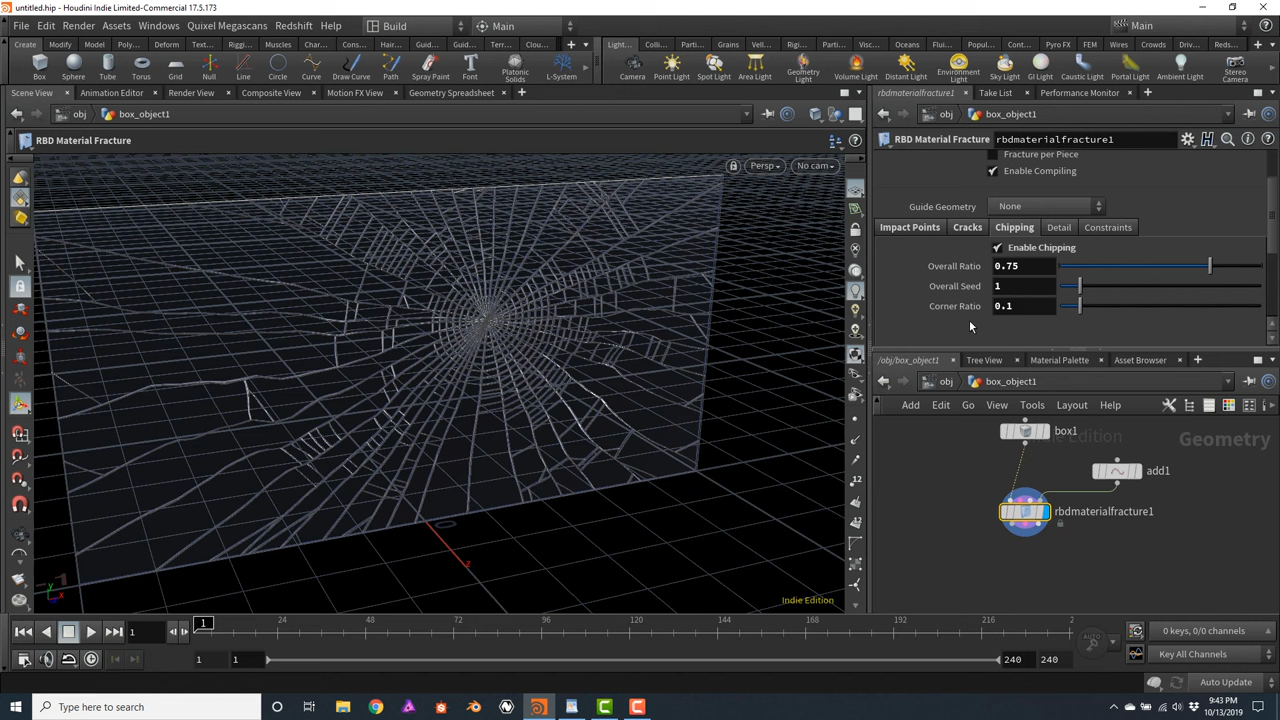 untitled.hip - Houdini Indie Limited-Commercial 17.5.173
File Edit Render Assets Windows Quixel Megascans Redshift Help Build Main Main
Create Modify Model Poly... Deform Text... Riggi... Muscles Char... Cons... Hair... Guid... Guid... Terr... Clou... Light... Colli... Parti... Grains Vell... Rigi... Parti... Visc... Oceans Flui... Popul... Cont... Pyro FX FEM Wires Crowds Driv... Reds...
Box Sphere Tube Torus Grid Null Line Circle Curve Draw Curve Path Spray Paint Font Platonic Solids L-System Camera Point Light Spot Light Area Light Geometry Light Volume Light Distant Light Environment Light Sky Light GI Light Caustic Light Portal Light Ambient Light Stereo Camera
Scene View Animation Editor Render View Composite View Motion FX View Geometry Spreadsheet rbdmaterialfracture1 Take List Performance Monitor
obj box_object1 obj box_object1
RBD Material Fracture RBD Material Fracture rbdmaterialfracture1
Persp No cam
Fracture per Piece
Enable Compiling
Guide Geometry None
Impact Points Cracks Chipping Detail Constraints
Enable Chipping
Overall Ratio 0.75
Overall Seed 1
Corner Ratio 0.1
/obj/box_object1 Tree View Material Palette Asset Browser
obj box_object1
Add Edit Go View Tools Layout Help
Indie Edition
Geometry
box1
add1
rbdmaterialfracture1
z
y
x
Indie Edition
1 24 48 72 96 120 144 168 192 216 2
1
1 1 240 240
AUTO
0 keys, 0/0 channels
Key All Channels
Auto Update
Type here to search
9:43 PM
10/13/2019